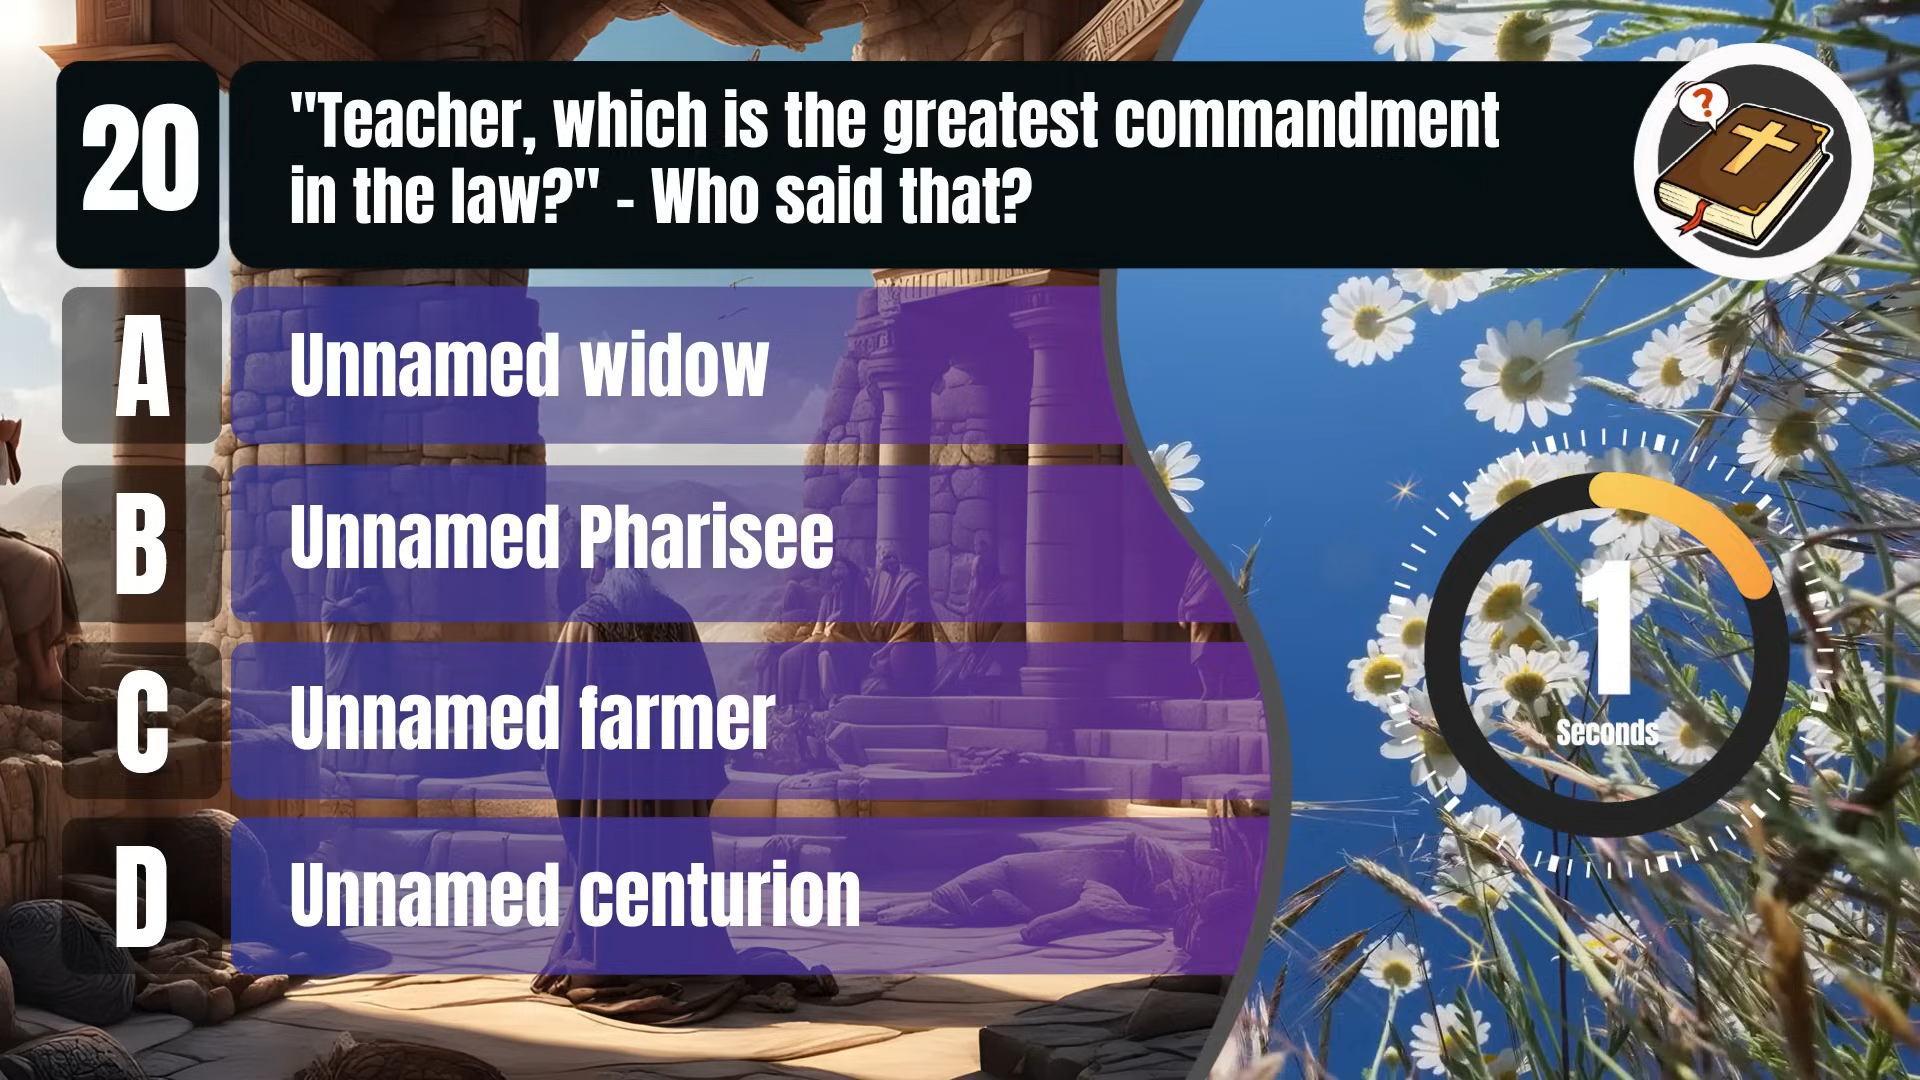 20
"Teacher, which is the greatest commandment
in the law?" - Who said that?
?
A
Unnamed widow
B
Unnamed Pharisee
C
Unnamed farmer
D
Unnamed centurion
1
Seconds